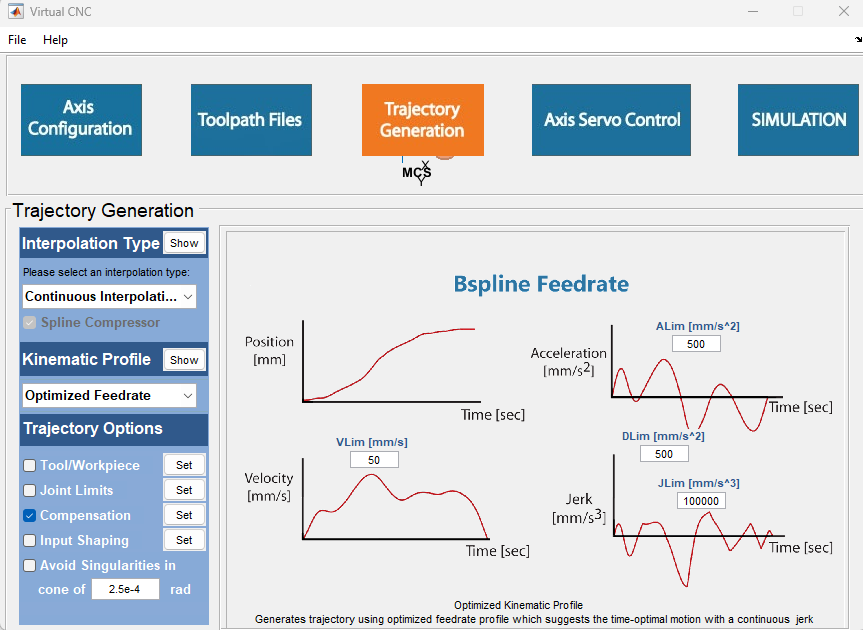 Virtual CNC
File Help
Axis
Configuration
Toolpath Files
Trajectory
Generation
Axis Servo Control
SIMULATION
X
MCS
Y
Trajectory Generation
Interpolation Type Show
Please select an interpolation type:
Continuous Interpolati...
Spline Compressor
Kinematic Profile Show
Optimized Feedrate
Trajectory Options
Tool/Workpiece Set
Joint Limits Set
Compensation Set
Input Shaping Set
Avoid Singularities in
cone of 2.5e-4 rad
Bspline Feedrate
Position
[mm]
Time [sec]
ALim [mm/s^2]
500
Acceleration
[mm/s2]
Time [sec]
DLim [mm/s^2]
500
VLim [mm/s]
50
Velocity
[mm/s]
Time [sec]
JLim [mm/s^3]
100000
Jerk
[mm/s3]
Time [sec]
Optimized Kinematic Profile
Generates trajectory using optimized feedrate profile which suggests the time-optimal motion with a continuous jerk